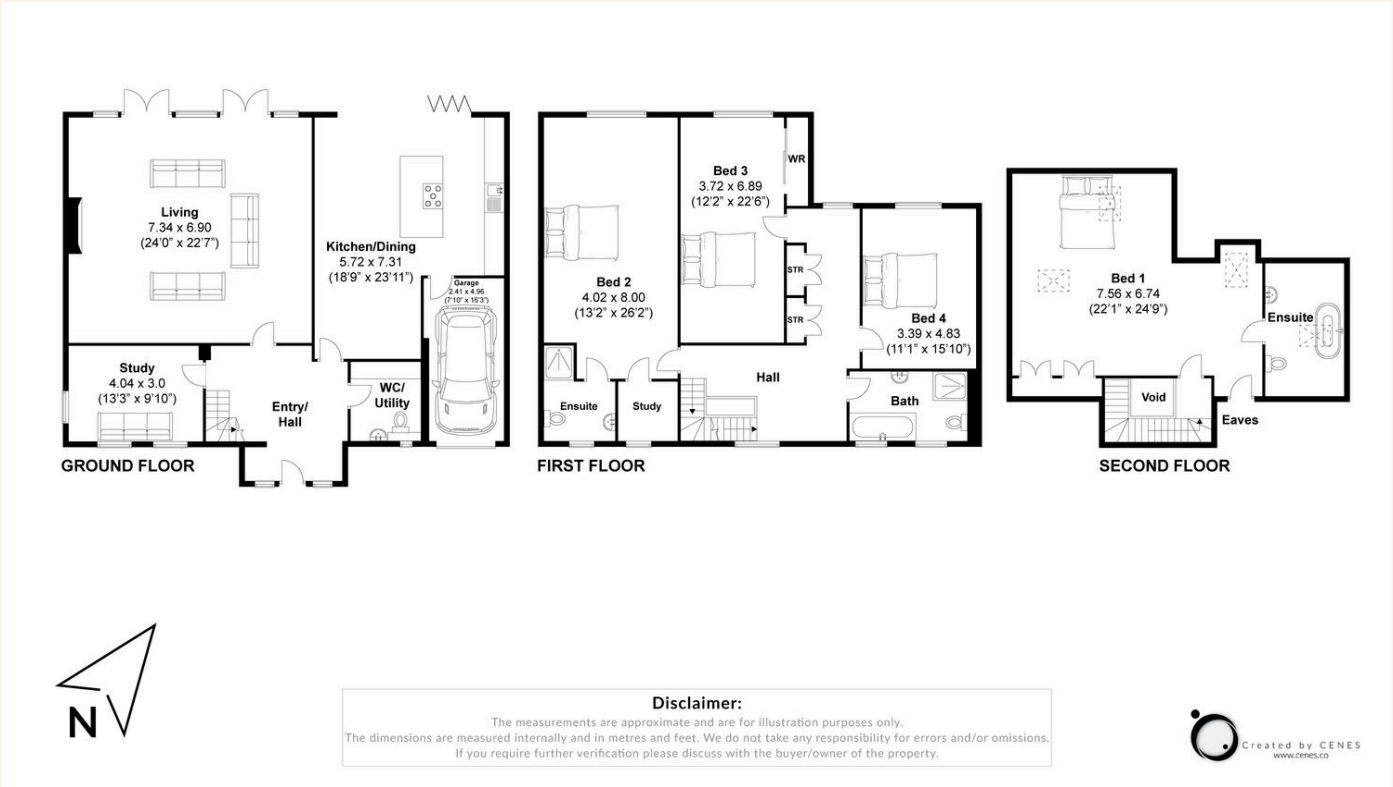 Living
7.34 x 6.90
(24'0" x 22'7")
Kitchen/Dining
5.72 x 7.31
(18'9" x 23'11")
Garage
2.41 x 4.96
(7'10" x 16'3")
Study
4.04 x 3.0
(13'3" x 9'10")
Entry/
Hall
WC/
Utility
GROUND FLOOR
Bed 2
4.02 x 8.00
(13'2" x 26'2")
Bed 3
3.72 x 6.89
(12'2" x 22'6")
WR
STR
STR
Bed 4
3.39 x 4.83
(11'1" x 15'10")
Hall
Ensuite
Study
Bath
FIRST FLOOR
Bed 1
7.56 x 6.74
(22'1" x 24'9")
Ensuite
Void
Eaves
SECOND FLOOR
N
Disclaimer:
The measurements are approximate and are for illustration purposes only.
The dimensions are measured internally and in metres and feet. We do not take any responsibility for errors and/or omissions.
If you require further verification please discuss with the buyer/owner of the property.
Created by CENES
www.cenes.co